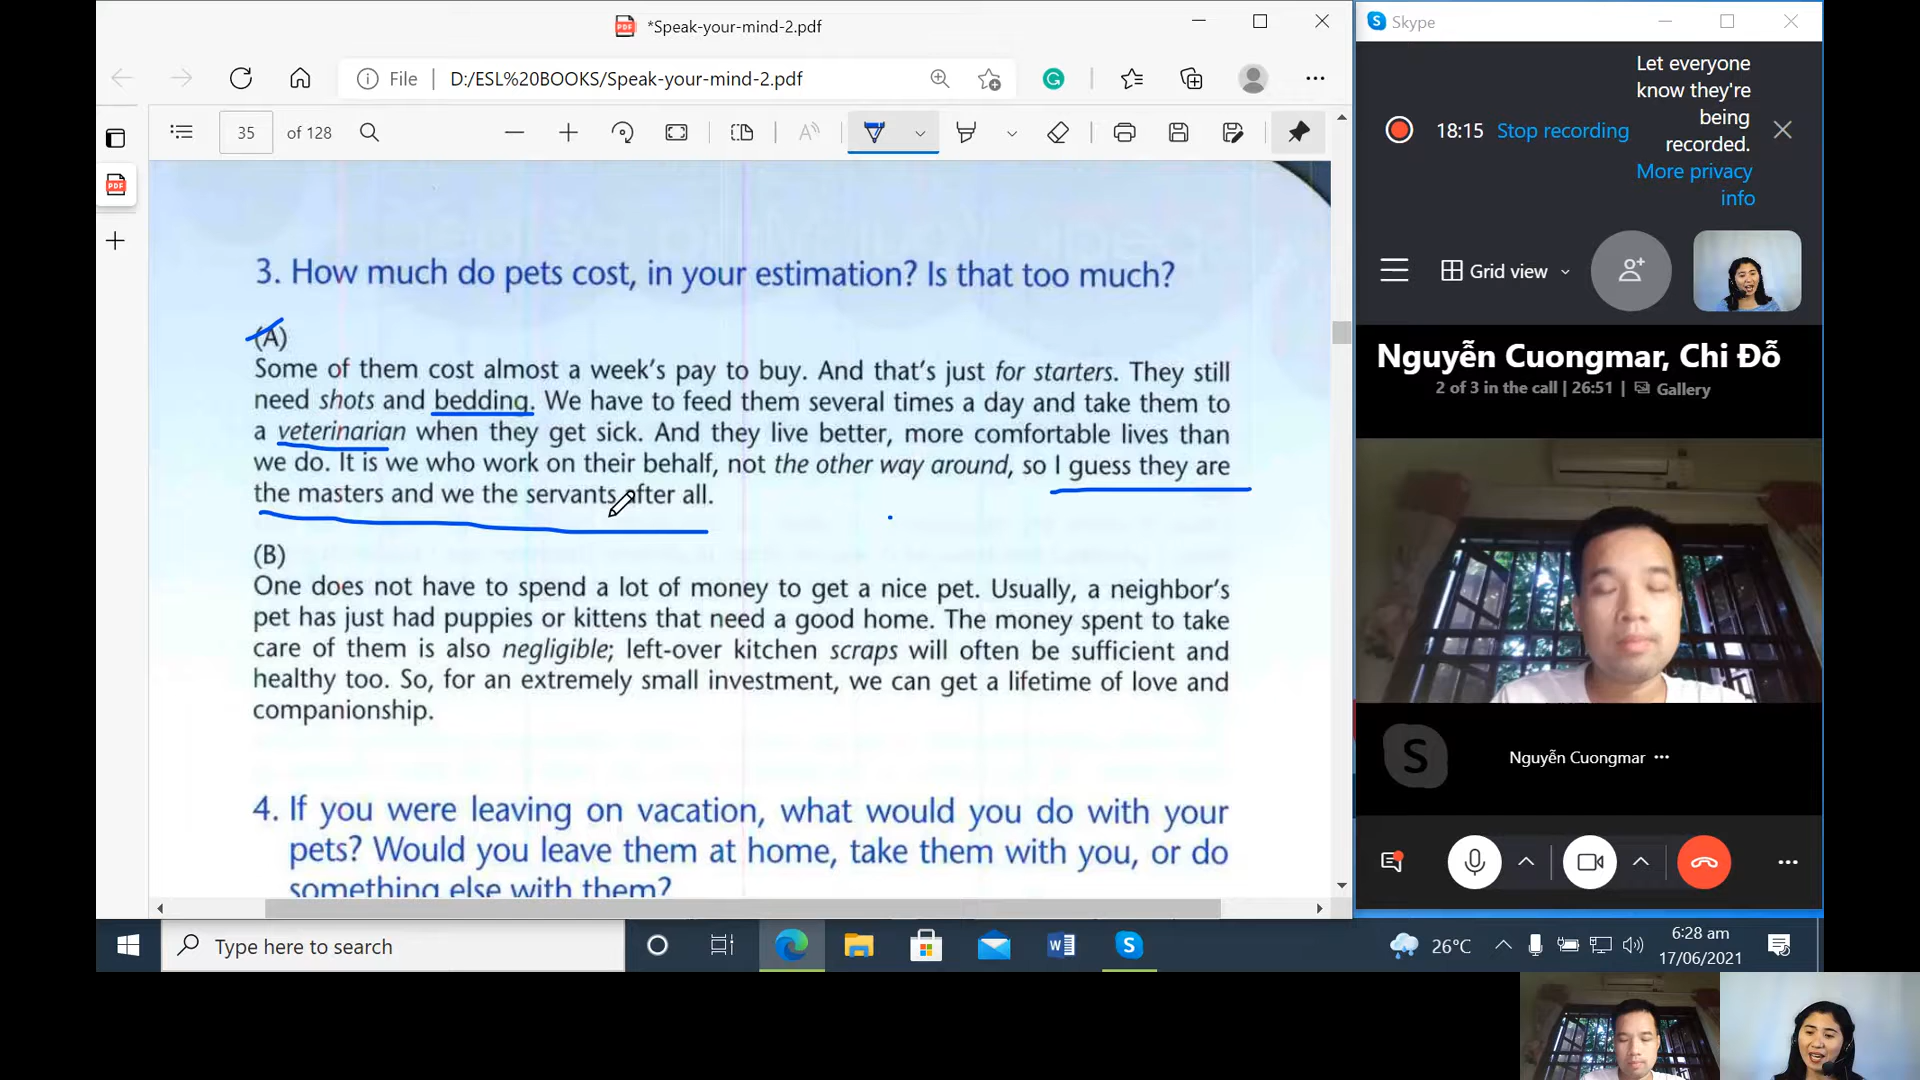 *Speak-your-mind-2.pdf
File D:/ESL%20BOOKS/Speak-your-mind-2.pdf
35 of 128
3. How much do pets cost, in your estimation? Is that too much?
(A)
Some of them cost almost a week's pay to buy. And that's just for starters. They still
need shots and bedding. We have to feed them several times a day and take them to
a veterinarian when they get sick. And they live better, more comfortable lives than
we do. It is we who work on their behalf, not the other way around, so I guess they are
the masters and we the servants after all.
(B)
One does not have to spend a lot of money to get a nice pet. Usually, a neighbor's
pet has just had puppies or kittens that need a good home. The money spent to take
care of them is also negligible; left-over kitchen scraps will often be sufficient and
healthy too. So, for an extremely small investment, we can get a lifetime of love and
companionship.
4. If you were leaving on vacation, what would you do with your
pets? Would you leave them at home, take them with you, or do
something else with them?
Skype
18:15 Stop recording
Let everyone
know they're
being
recorded.
More privacy
info
Grid view
Nguyễn Cuongmar, Chi Đỗ
2 of 3 in the call | 26:51 | Gallery
S
Nguyễn Cuongmar
Type here to search
26°C
6:28 am
17/06/2021